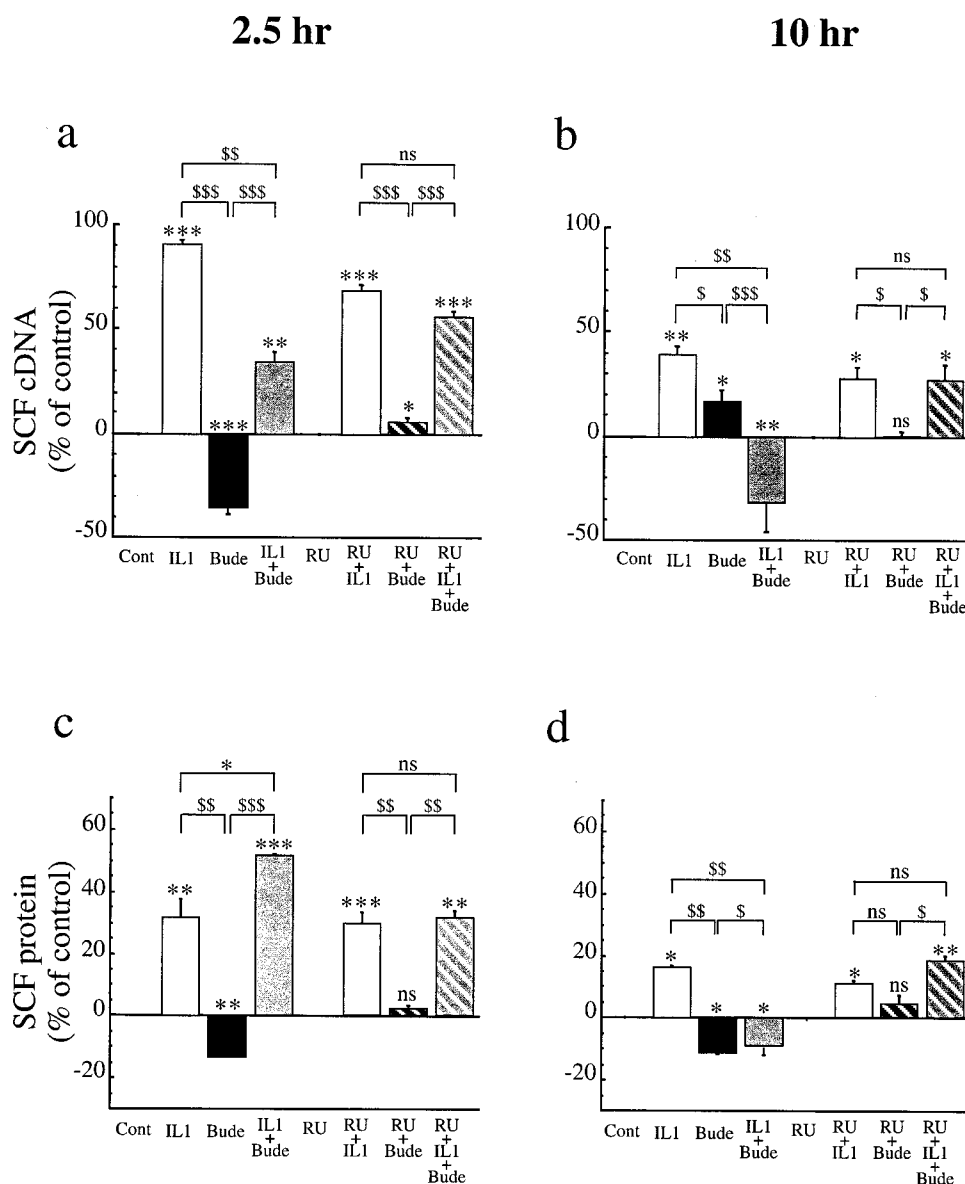 2.5 hr
10 hr
a
$$
ns
$$$ $$$
$$$ $$$
SCF cDNA
(% of control)
100
50
0
-50
***
***
**
***
*
***
Cont IL1 Bude IL1 + Bude RU RU + IL1 RU + Bude RU + IL1 + Bude
b
$$
ns
$ $$$
$ $
100
50
0
-50
**
*
**
*
ns
*
Cont IL1 Bude IL1 + Bude RU RU + IL1 RU + Bude RU + IL1 + Bude
c
*
ns
$$ $$$
$$ $$
SCF protein
(% of control)
60
40
20
0
-20
**
**
***
***
ns
**
Cont IL1 Bude IL1 + Bude RU RU + IL1 RU + Bude RU + IL1 + Bude
d
$$
ns
$$ $
ns $
60
40
20
0
-20
*
*
*
*
ns
**
Cont IL1 Bude IL1 + Bude RU RU + IL1 RU + Bude RU + IL1 + Bude